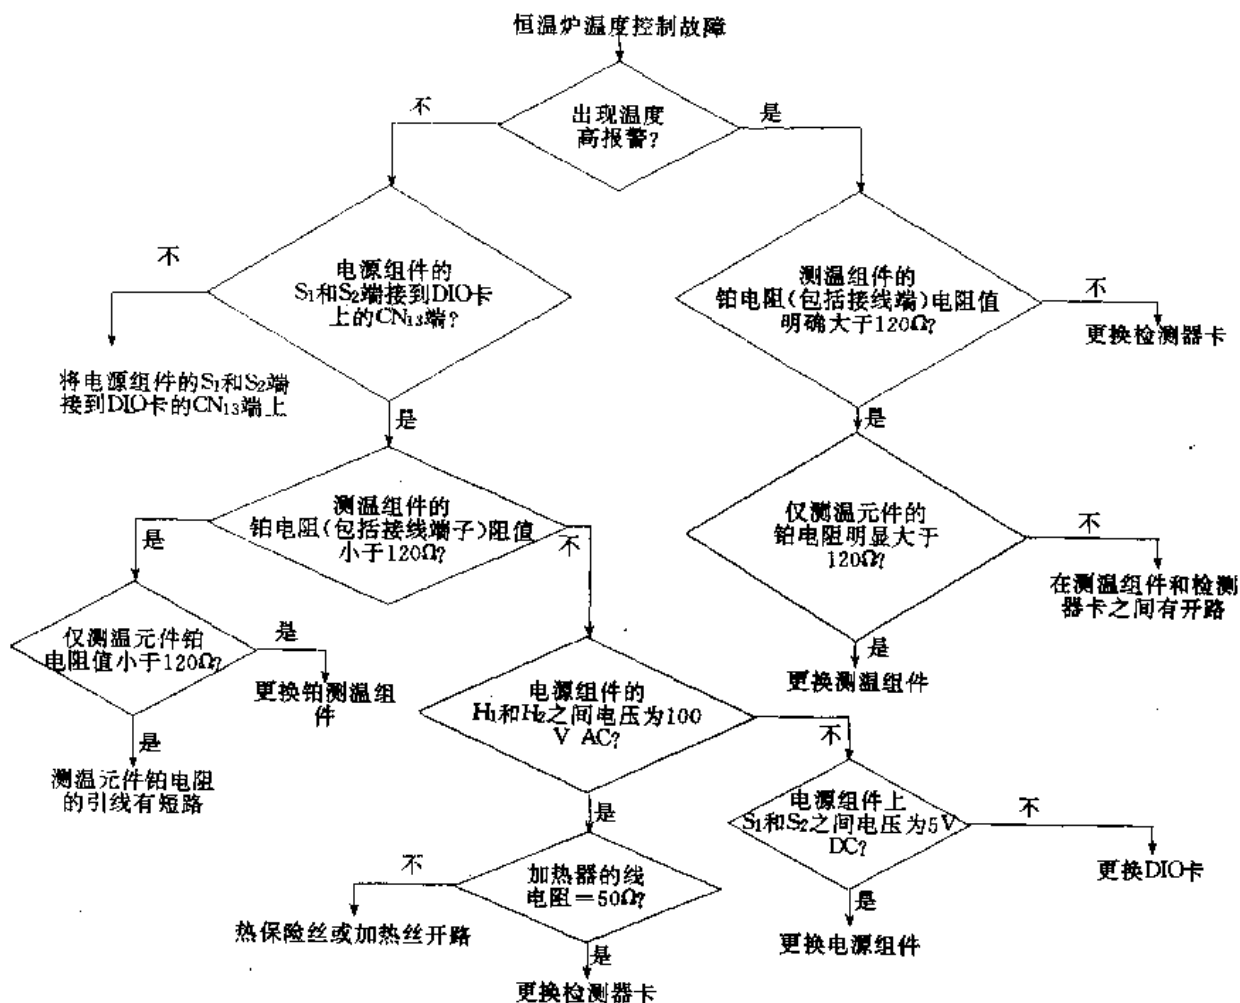 恒温炉温度控制故障
不
是
出现温度
高报警?
不
电源组件的
S₁和S₂端接到DIO卡
上的CN₁₃端?
测温组件的
铂电阻(包括接线端)电阻值
明确大于120Ω?
不
更换检测器卡
将电源组件的S₁和S₂端
接到DIO卡的CN₁₃端上
是
是
测温组件的
铂电阻(包括接线端子)阻值
小于120Ω?
是
不
仅测温元件的
铂电阻明显大于
120Ω?
不
在测温组件和检测
器卡之间有开路
仅测温元件铂
电阻值小于120Ω?
是
更换铂测温组
件
是
更换测温组件
电源组件的
H₁和H₂之间电压为100
V AC?
不
是
测温元件铂电阻
的引线有短路
电源组件上
S₁和S₂之间电压为5V
DC?
不
更换DIO卡
是
不
加热器的线
电阻=50Ω?
热保险丝或加热丝开路
是
更换电源组件
是
更换检测器卡